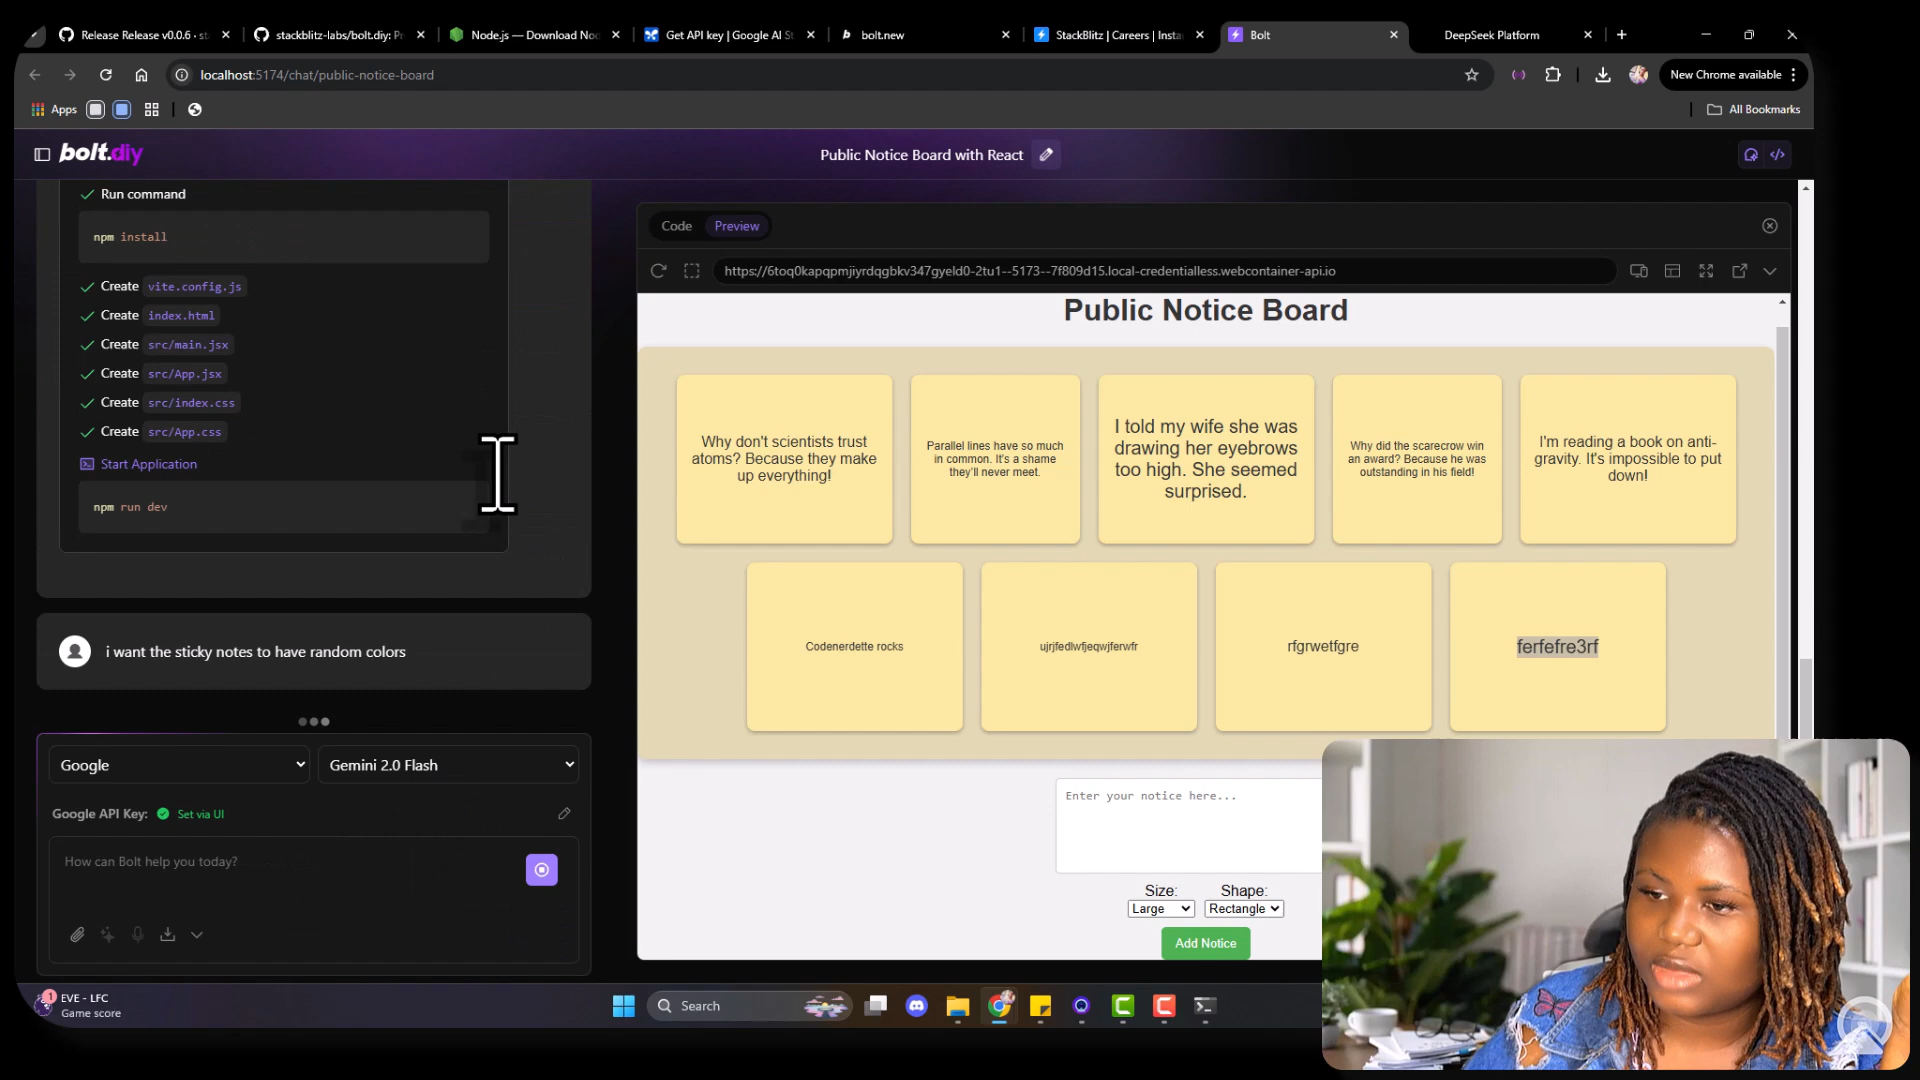 Release Release v0.0.6 · st
stackblitz-labs/bolt.diy: Pr
Node.js — Download Nod
Get API key | Google AI St
bolt.new
StackBlitz | Careers | Insta
Bolt
DeepSeek Platform
localhost:5174/chat/public-notice-board
New Chrome available
Apps
All Bookmarks
bolt.diy
Public Notice Board with React
Run command
npm install
Create vite.config.js
Create index.html
Create src/main.jsx
Create src/App.jsx
Create src/index.css
Create src/App.css
Start Application
npm run dev
i want the sticky notes to have random colors
Google
Gemini 2.0 Flash
Google API Key:
Set via UI
How can Bolt help you today?
Code
Preview
https://6toq0kapqpmjiyrdqgbkv347gyeld0-2tu1--5173--7f809d15.local-credentialless.webcontainer-api.io
Public Notice Board
Why don't scientists trust
atoms? Because they make
up everything!
Parallel lines have so much
in common. It's a shame
they'll never meet.
I told my wife she was
drawing her eyebrows
too high. She seemed
surprised.
Why did the scarecrow win
an award? Because he was
outstanding in his field!
I'm reading a book on anti-
gravity. It's impossible to put
down!
Codenerdette rocks
ujrjfedlwfjeqwjferwfr
rfgrwetfgre
ferfefre3rf
Enter your notice here...
Size:
Shape:
Large
Rectangle
Add Notice
1
EVE - LFC
Game score
Search